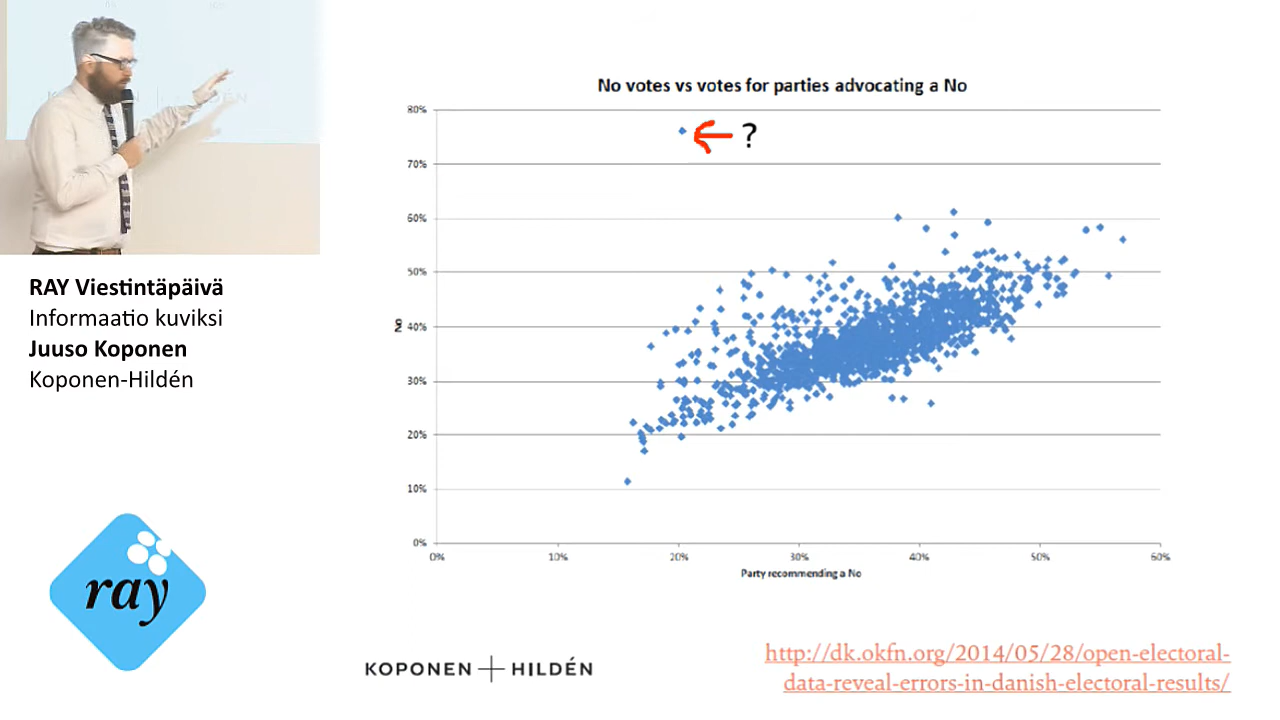 RAY Viestintäpäivä
Informaatio kuviksi
Juuso Koponen
Koponen-Hildén
ray
No votes vs votes for parties advocating a No
80%
?
70%
60%
50%
No
40%
30%
20%
10%
0%
0% 10% 20% 30% 40% 50% 60%
Party recommending a No
KOPONEN HILDÉN
http://dk.okfn.org/2014/05/28/open-electoral-
data-reveal-errors-in-danish-electoral-results/